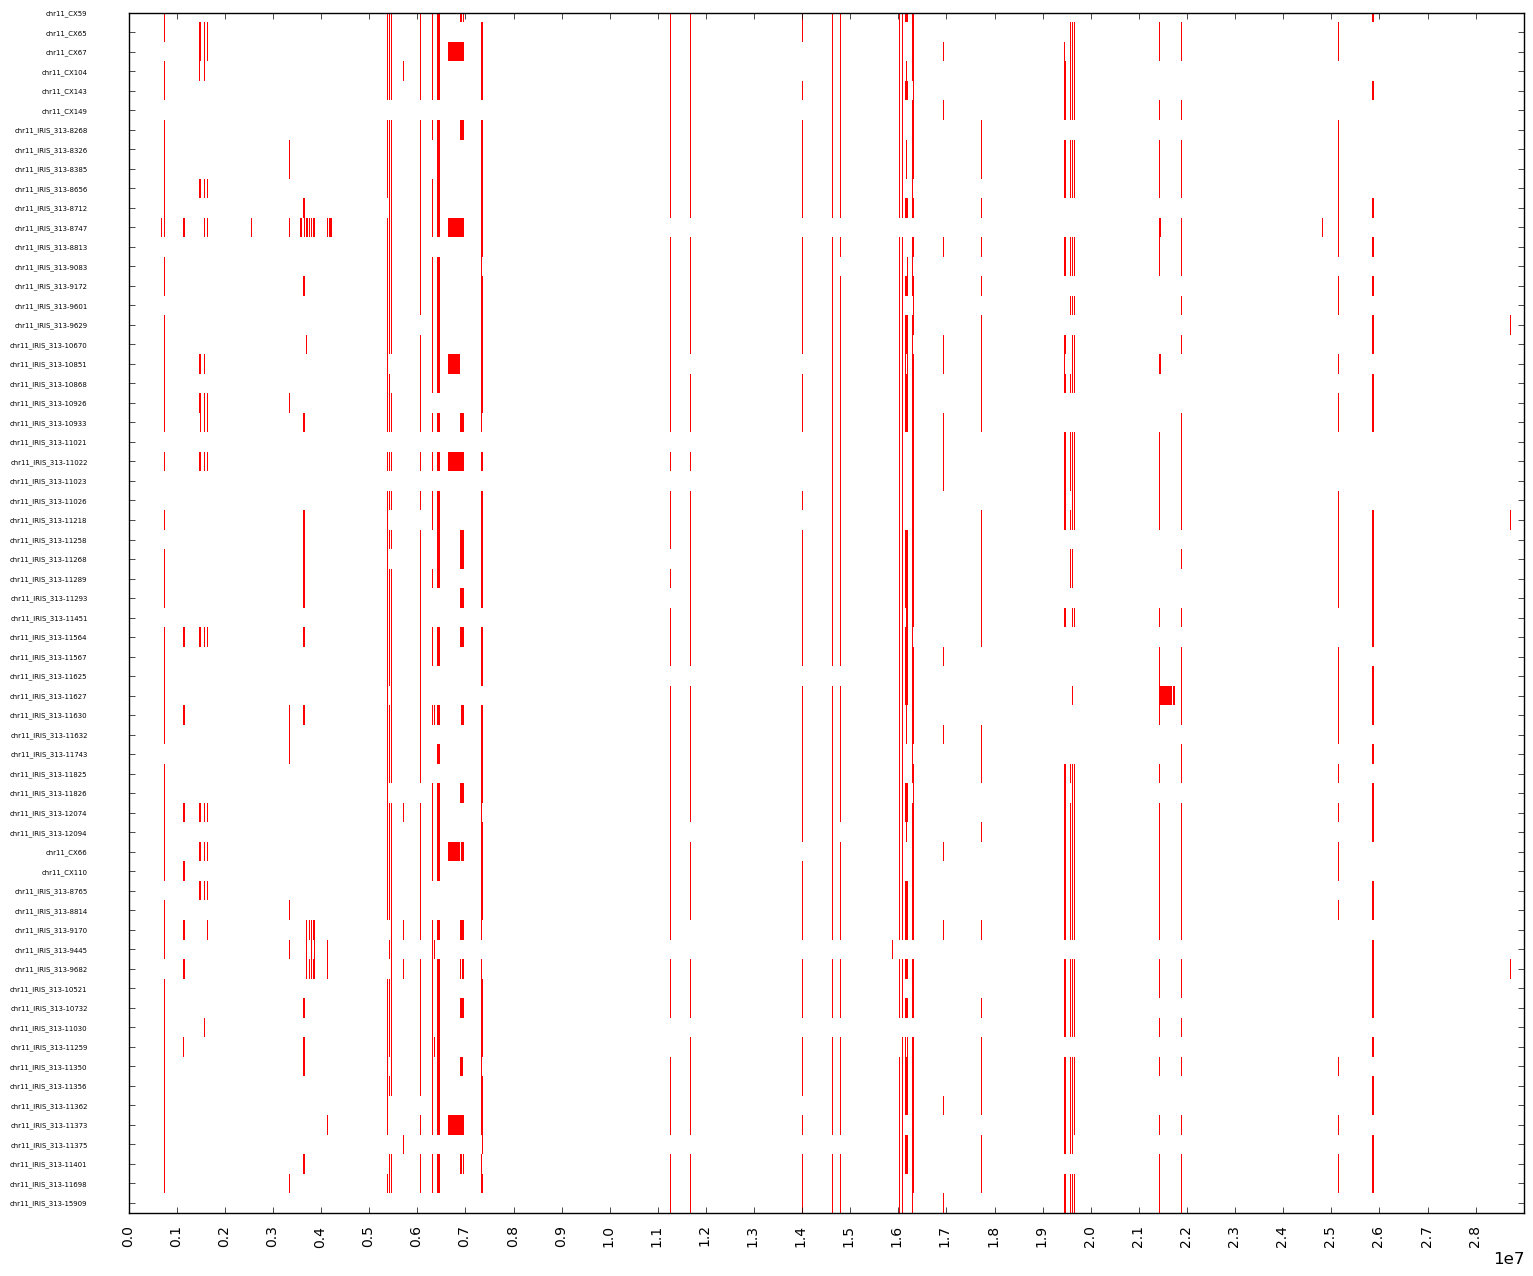 chr11_CX59
chr11_CX65
chr11_CX67
chr11_CX104
chr11_CX143
chr11_CX149
chr11_IRIS_313-8268
chr11_IRIS_313-8326
chr11_IRIS_313-8385
chr11_IRIS_313-8656
chr11_IRIS_313-8712
chr11_IRIS_313-8747
chr11_IRIS_313-8813
chr11_IRIS_313-9083
chr11_IRIS_313-9172
chr11_IRIS_313-9601
chr11_IRIS_313-9629
chr11_IRIS_313-10670
chr11_IRIS_313-10851
chr11_IRIS_313-10868
chr11_IRIS_313-10926
chr11_IRIS_313-10933
chr11_IRIS_313-11021
chr11_IRIS_313-11022
chr11_IRIS_313-11023
chr11_IRIS_313-11026
chr11_IRIS_313-11218
chr11_IRIS_313-11258
chr11_IRIS_313-11268
chr11_IRIS_313-11289
chr11_IRIS_313-11293
chr11_IRIS_313-11451
chr11_IRIS_313-11564
chr11_IRIS_313-11567
chr11_IRIS_313-11625
chr11_IRIS_313-11627
chr11_IRIS_313-11630
chr11_IRIS_313-11632
chr11_IRIS_313-11743
chr11_IRIS_313-11825
chr11_IRIS_313-11826
chr11_IRIS_313-12074
chr11_IRIS_313-12094
chr11_CX66
chr11_CX110
chr11_IRIS_313-8765
chr11_IRIS_313-8814
chr11_IRIS_313-9170
chr11_IRIS_313-9445
chr11_IRIS_313-9682
chr11_IRIS_313-10521
chr11_IRIS_313-10732
chr11_IRIS_313-11030
chr11_IRIS_313-11259
chr11_IRIS_313-11350
chr11_IRIS_313-11356
chr11_IRIS_313-11362
chr11_IRIS_313-11373
chr11_IRIS_313-11375
chr11_IRIS_313-11401
chr11_IRIS_313-11698
chr11_IRIS_313-15909
0.0 0.1 0.2 0.3 0.4 0.5 0.6 0.7 0.8 0.9 1.0 1.1 1.2 1.3 1.4 1.5 1.6 1.7 1.8 1.9 2.0 2.1 2.2 2.3 2.4 2.5 2.6 2.7 2.8
1e7